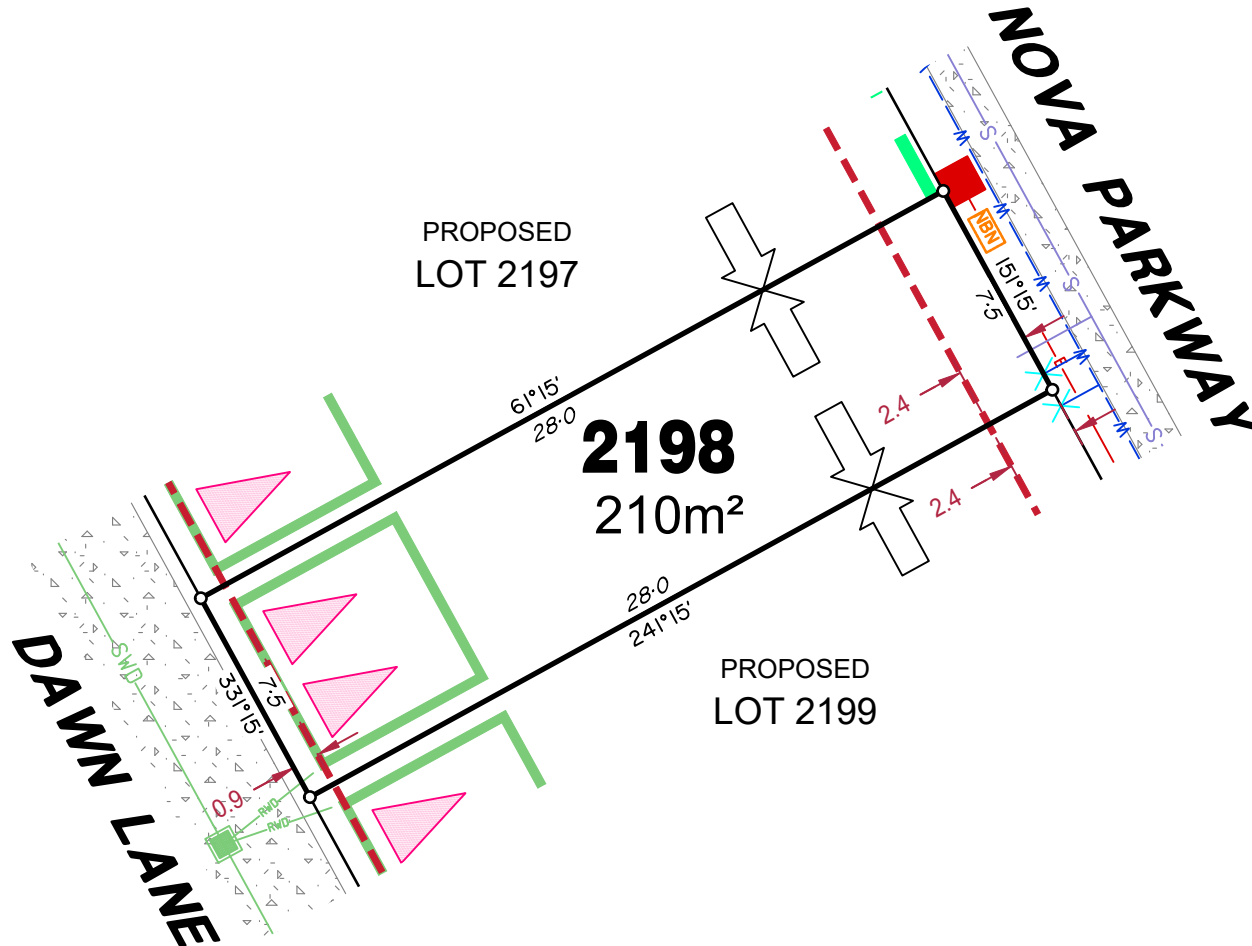 NOVA PARKWAY
PROPOSED
LOT 2197
NBN
151°15'
7·5
S
S
S
W
W
W
W
W
E
61°15'
28·0
2198
210m²
2.4
2.4
28·0
241°15'
PROPOSED
LOT 2199
SWD
331°15'
7·5
0.9
RWD
RWD
DAWN LANE